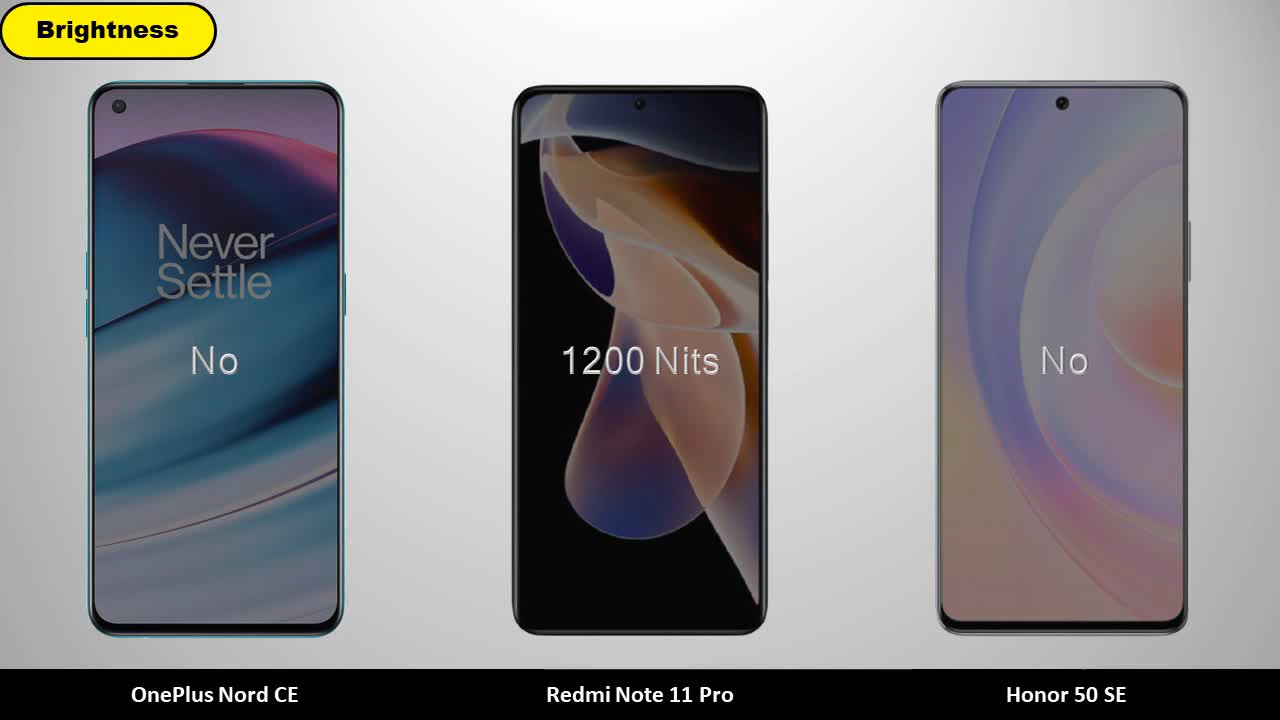 Brightness
Never
Settle
No
1200 Nits
No
OnePlus Nord CE
Redmi Note 11 Pro
Honor 50 SE